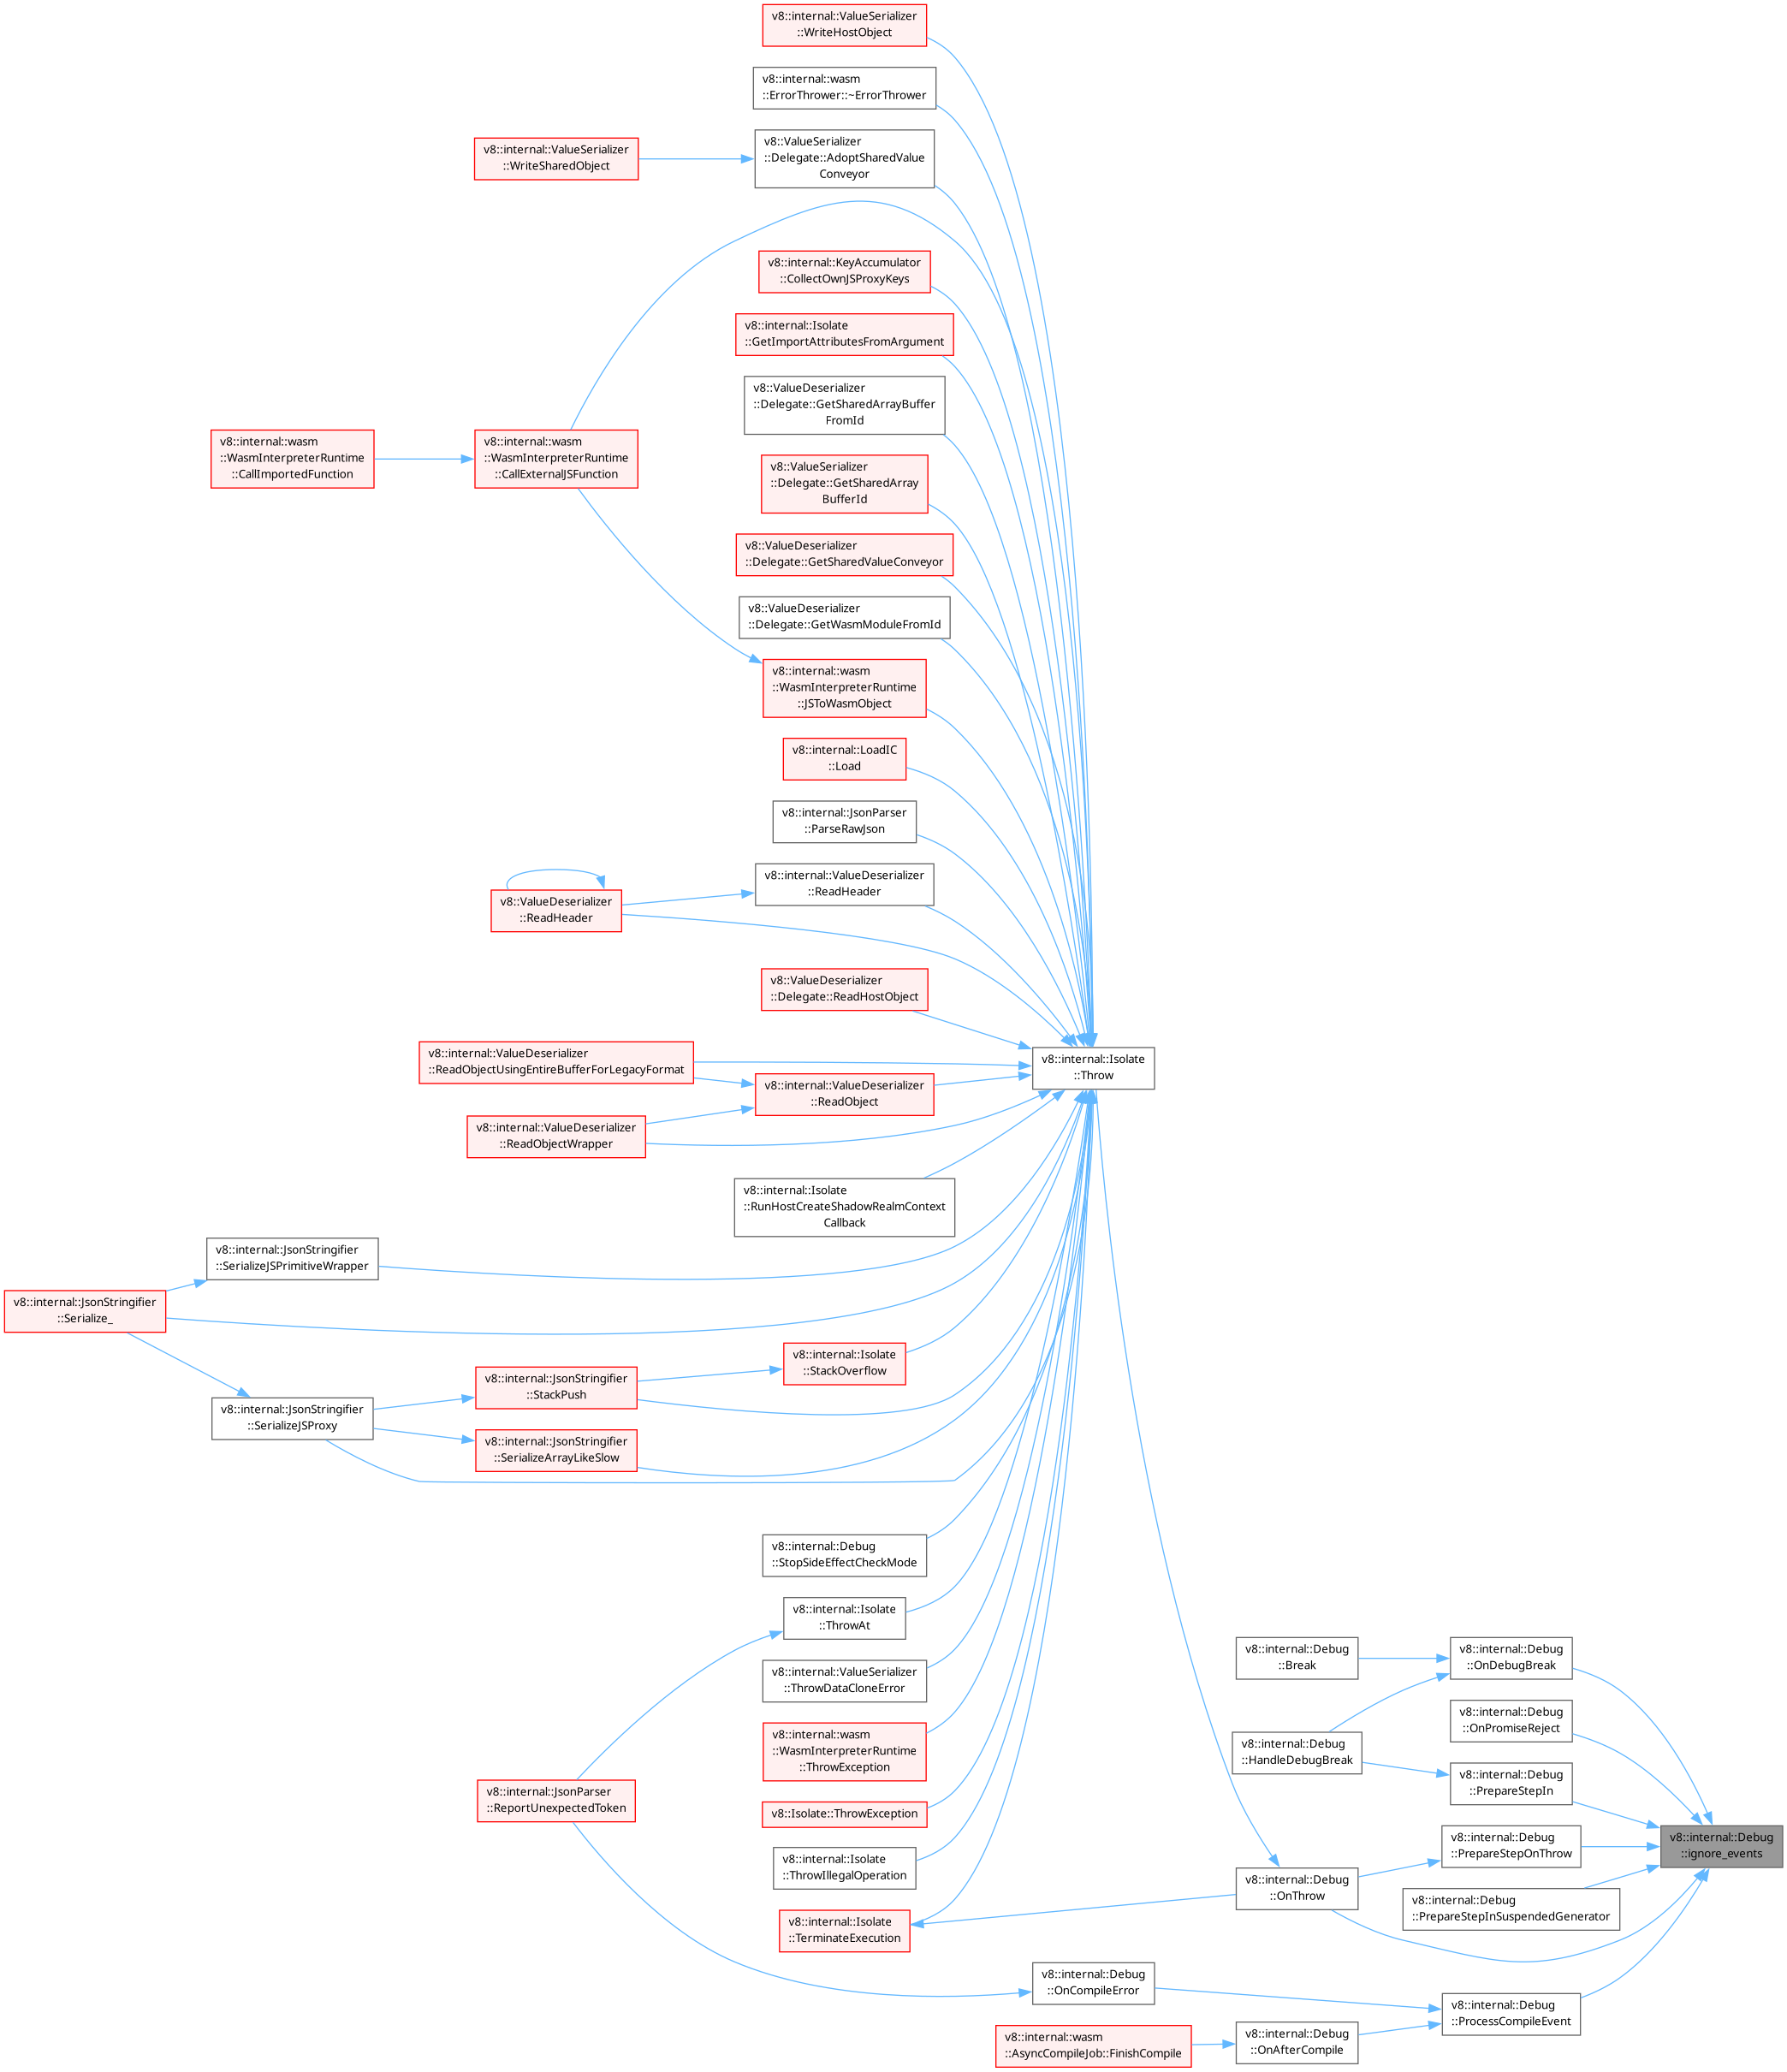 v8::internal::ValueSerializer
::WriteHostObject
v8::internal::wasm
::ErrorThrower::~ErrorThrower
v8::ValueSerializer
::Delegate::AdoptSharedValue
Conveyor
v8::internal::ValueSerializer
::WriteSharedObject
v8::internal::KeyAccumulator
::CollectOwnJSProxyKeys
v8::internal::Isolate
::GetImportAttributesFromArgument
v8::ValueDeserializer
::Delegate::GetSharedArrayBuffer
FromId
v8::internal::wasm
::WasmInterpreterRuntime
::CallImportedFunction
v8::internal::wasm
::WasmInterpreterRuntime
::CallExternalJSFunction
v8::ValueSerializer
::Delegate::GetSharedArray
BufferId
v8::ValueDeserializer
::Delegate::GetSharedValueConveyor
v8::ValueDeserializer
::Delegate::GetWasmModuleFromId
v8::internal::wasm
::WasmInterpreterRuntime
::JSToWasmObject
v8::internal::LoadIC
::Load
v8::internal::JsonParser
::ParseRawJson
v8::internal::ValueDeserializer
::ReadHeader
v8::ValueDeserializer
::ReadHeader
v8::ValueDeserializer
::Delegate::ReadHostObject
v8::internal::ValueDeserializer
::ReadObjectUsingEntireBufferForLegacyFormat
v8::internal::Isolate
::Throw
v8::internal::ValueDeserializer
::ReadObject
v8::internal::ValueDeserializer
::ReadObjectWrapper
v8::internal::Isolate
::RunHostCreateShadowRealmContext
Callback
v8::internal::JsonStringifier
::SerializeJSPrimitiveWrapper
v8::internal::JsonStringifier
::Serialize_
v8::internal::Isolate
::StackOverflow
v8::internal::JsonStringifier
::StackPush
v8::internal::JsonStringifier
::SerializeJSProxy
v8::internal::JsonStringifier
::SerializeArrayLikeSlow
v8::internal::Debug
::StopSideEffectCheckMode
v8::internal::Isolate
::ThrowAt
v8::internal::ValueSerializer
::ThrowDataCloneError
v8::internal::Debug
::Break
v8::internal::Debug
::OnDebugBreak
v8::internal::Debug
::OnPromiseReject
v8::internal::wasm
::WasmInterpreterRuntime
::ThrowException
v8::internal::Debug
::HandleDebugBreak
v8::internal::Debug
::PrepareStepIn
v8::internal::JsonParser
::ReportUnexpectedToken
v8::Isolate::ThrowException
v8::internal::Debug
::PrepareStepOnThrow
v8::internal::Debug
::ignore_events
v8::internal::Isolate
::ThrowIllegalOperation
v8::internal::Debug
::OnThrow
v8::internal::Debug
::PrepareStepInSuspendedGenerator
v8::internal::Isolate
::TerminateExecution
v8::internal::Debug
::OnCompileError
v8::internal::Debug
::ProcessCompileEvent
v8::internal::wasm
::AsyncCompileJob::FinishCompile
v8::internal::Debug
::OnAfterCompile